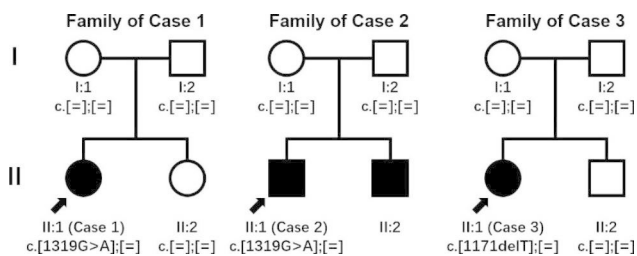 Family of Case 1 Family of Case 2 Family of Case 3
I
I:1 I:2 I:1 I:2 I:1 I:2
c.[=];[=] c.[=];[=] c.[=];[=] c.[=];[=] c.[=];[=] c.[=];[=]
II
II:1 (Case 1) II:2 II:1 (Case 2) II:2 II:1 (Case 3) II:2
c.[1319G>A];[=] c.[=];[=] c.[1319G>A];[=] c.[1171delT];[=] c.[=];[=]